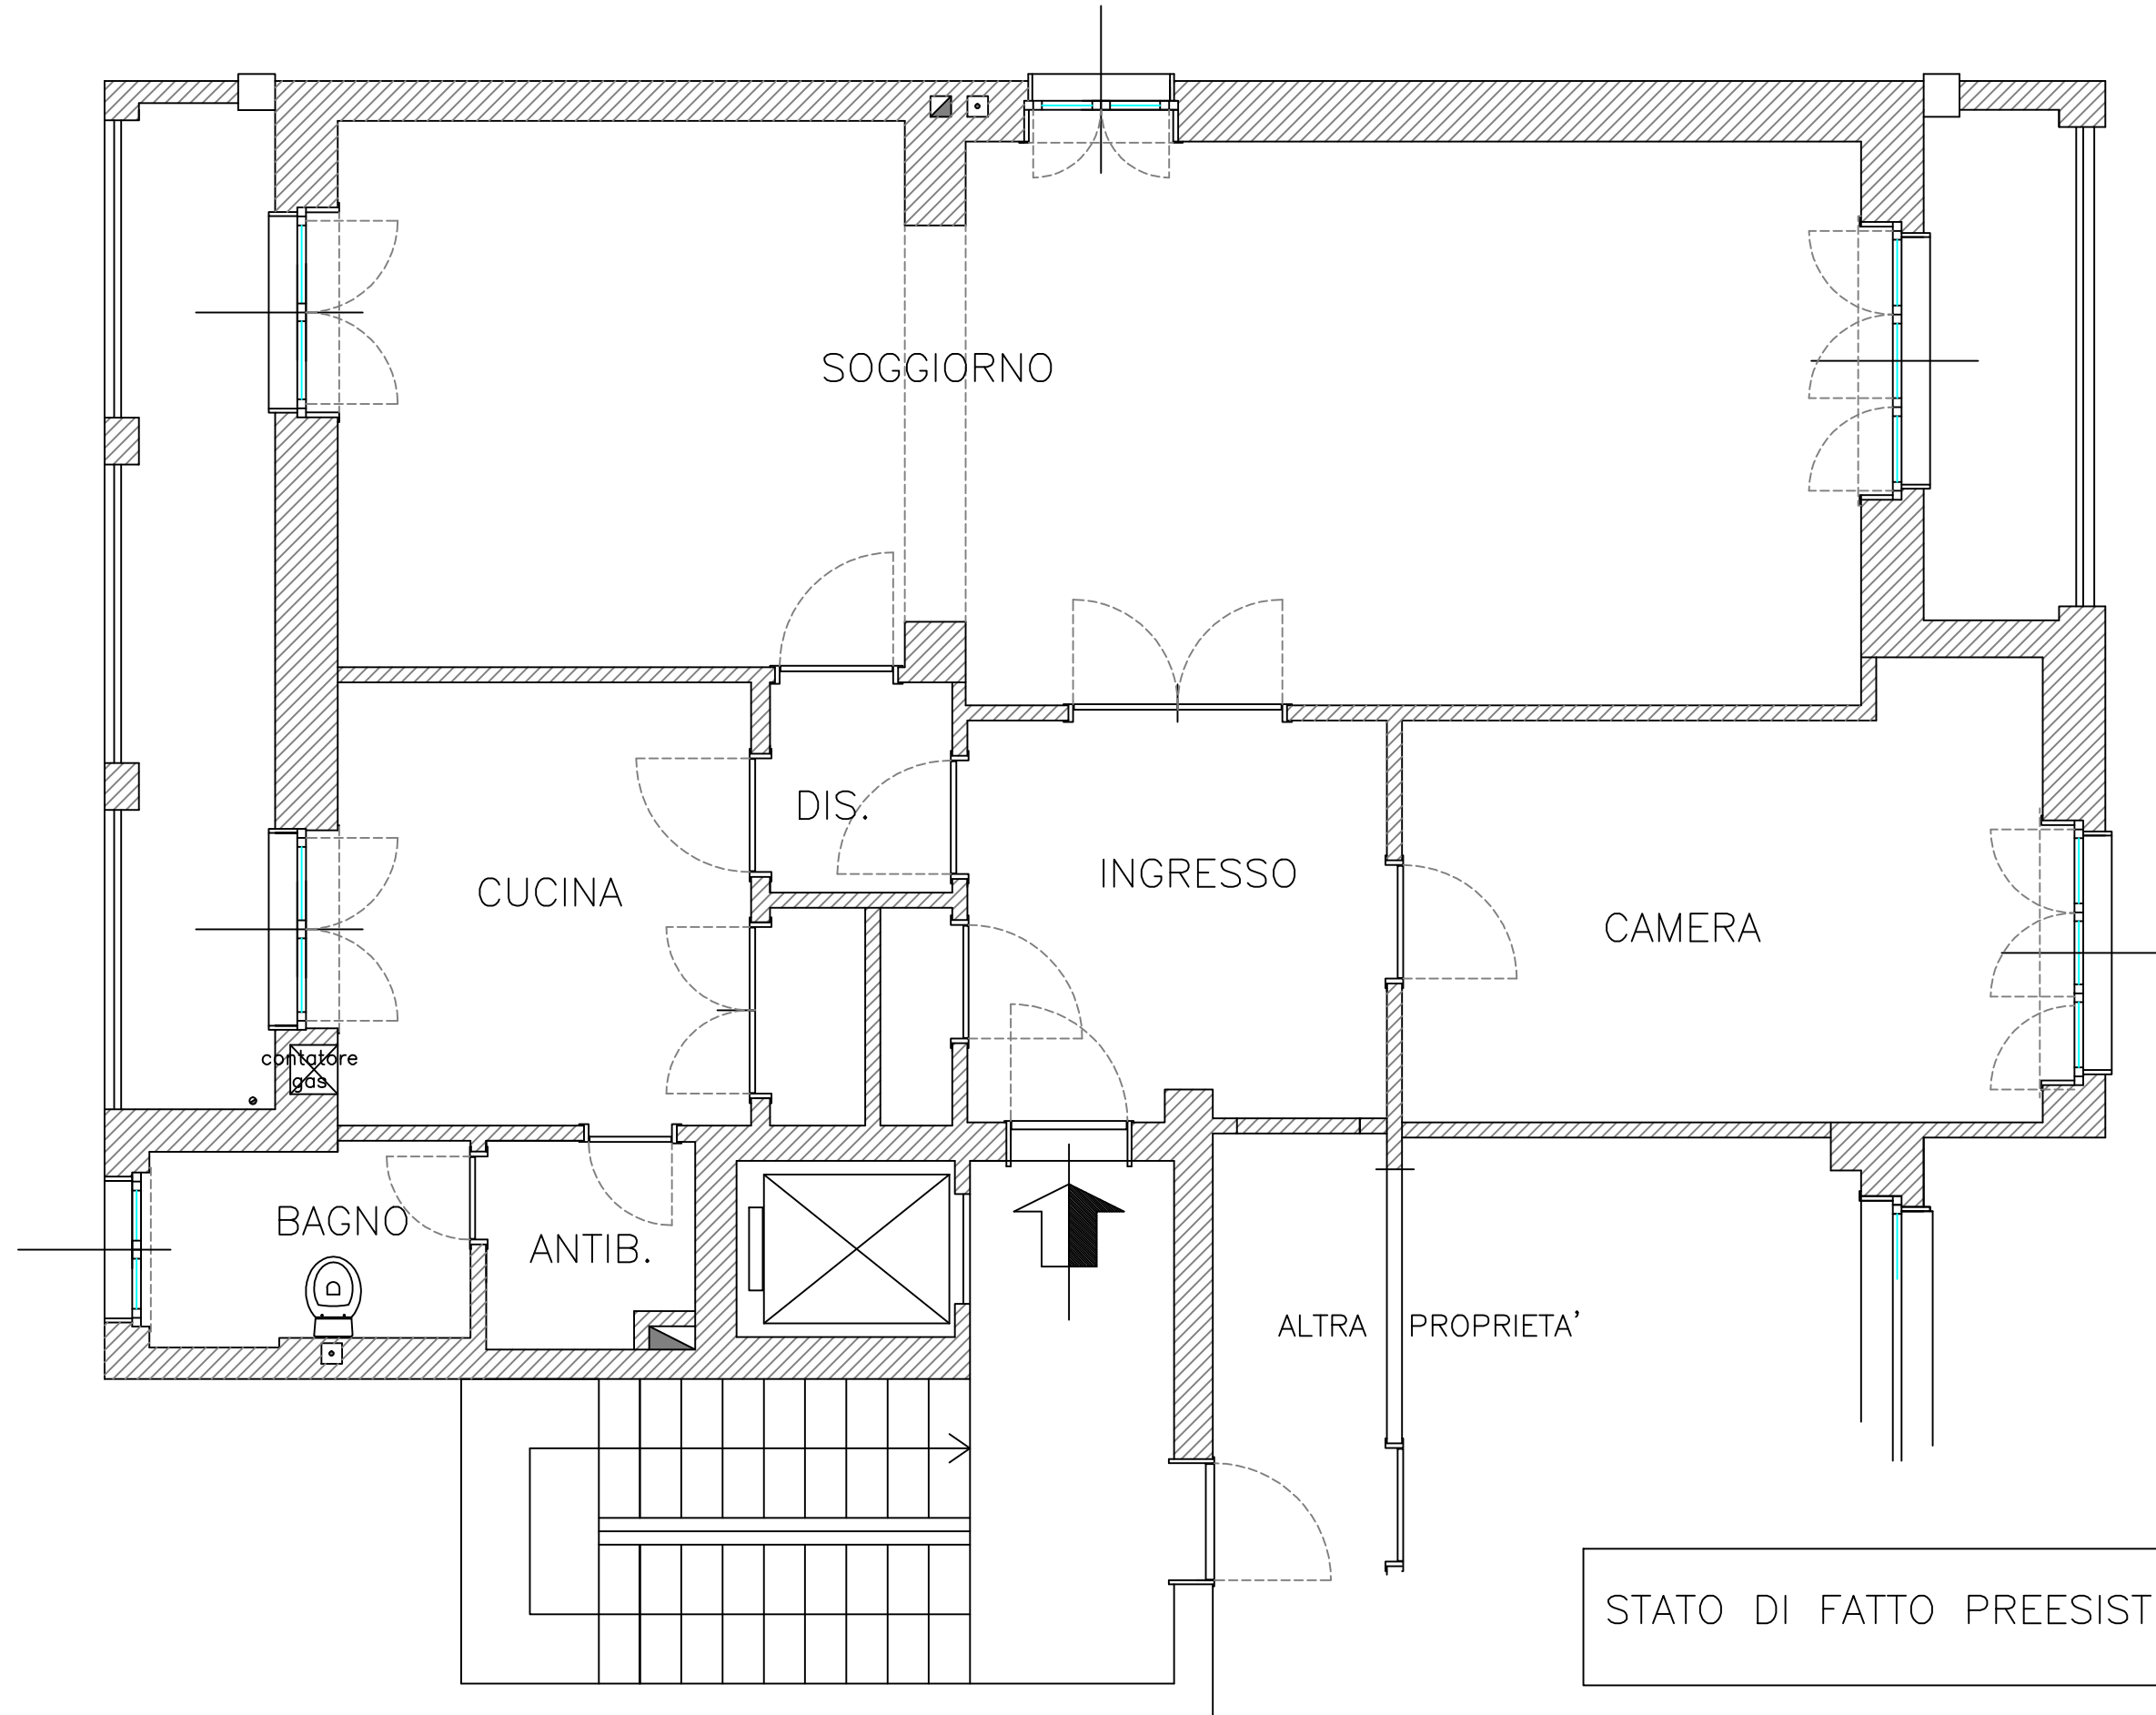 SOGGIORNO
DIS.
INGRESSO
CUCINA
CAMERA
contatore
gas
BAGNO
ANTIB.
ALTRA PROPRIETA'
STATO DI FATTO PREESIST